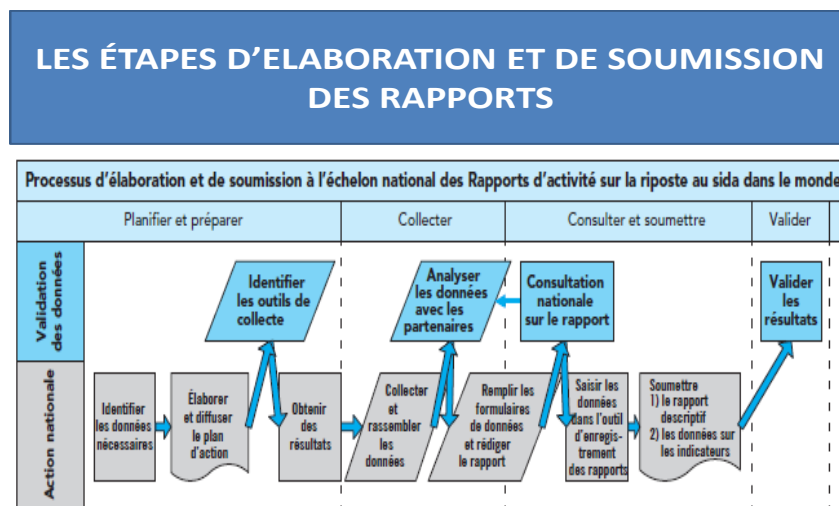 LES ÉTAPES D’ELABORATION ET DE SOUMISSION
DES RAPPORTS
Processus d’élaboration et de soumission à l’échelon national des Rapports d’activité sur la riposte au sida dans le monde
Planifier et préparer
Collecter
Consulter et soumettre
Valider
Validation
des données
Identifier
les outils de
collecte
Analyser
les données
avec les
partenaires
Consultation
nationale
sur le rapport
Valider
les
résultats
Action nationale
Identifier
les données
nécessaires
Élaborer
et diffuser
le plan
d’action
Obtenir
des
résultats
Collecter
et
rassembler
les
données
Remplir les
formulaires
de données
et rédiger
le rapport
Saisir les
données
dans l’outil
d’enregis-
trement
des rapports
Soumettre
1) le rapport
descriptif
2) les données sur
les indicateurs